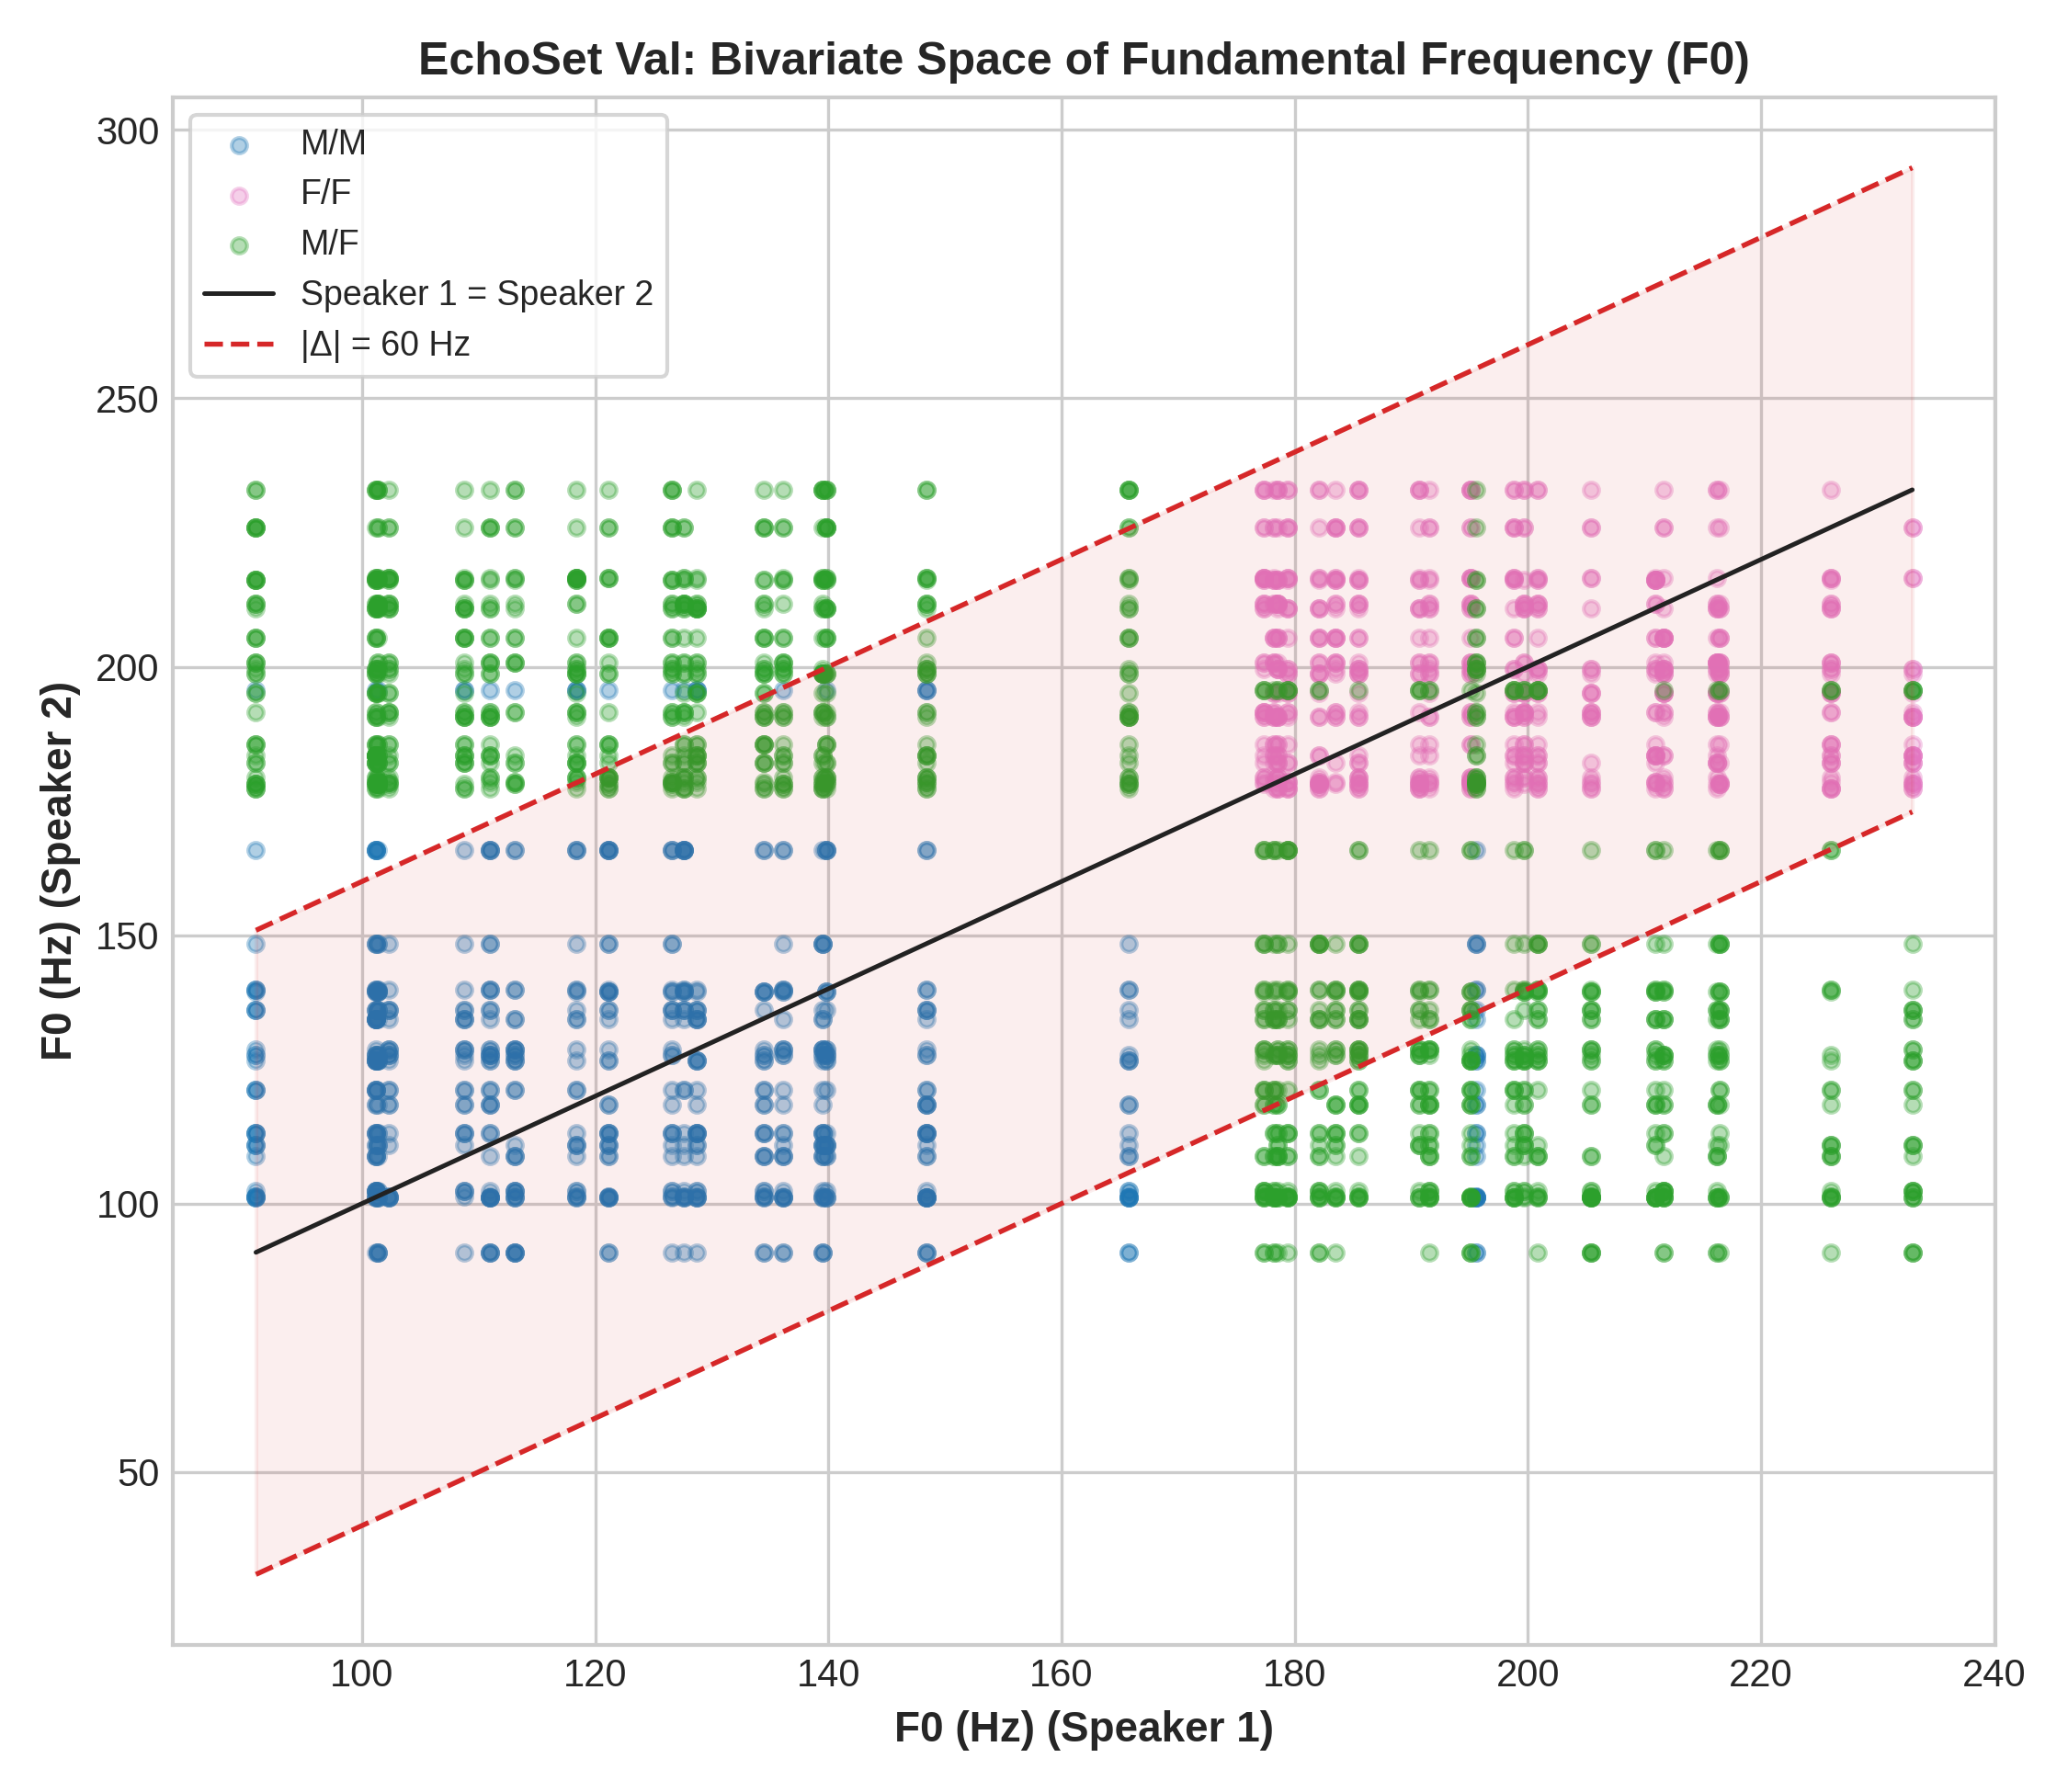 EchoSet Val: Bivariate Space of Fundamental Frequency (F0)
M/M
F/F
M/F
Speaker 1 = Speaker 2
|Δ| = 60 Hz
300
250
200
150
100
50
F0 (Hz) (Speaker 2)
100
120
140
160
180
200
220
240
F0 (Hz) (Speaker 1)